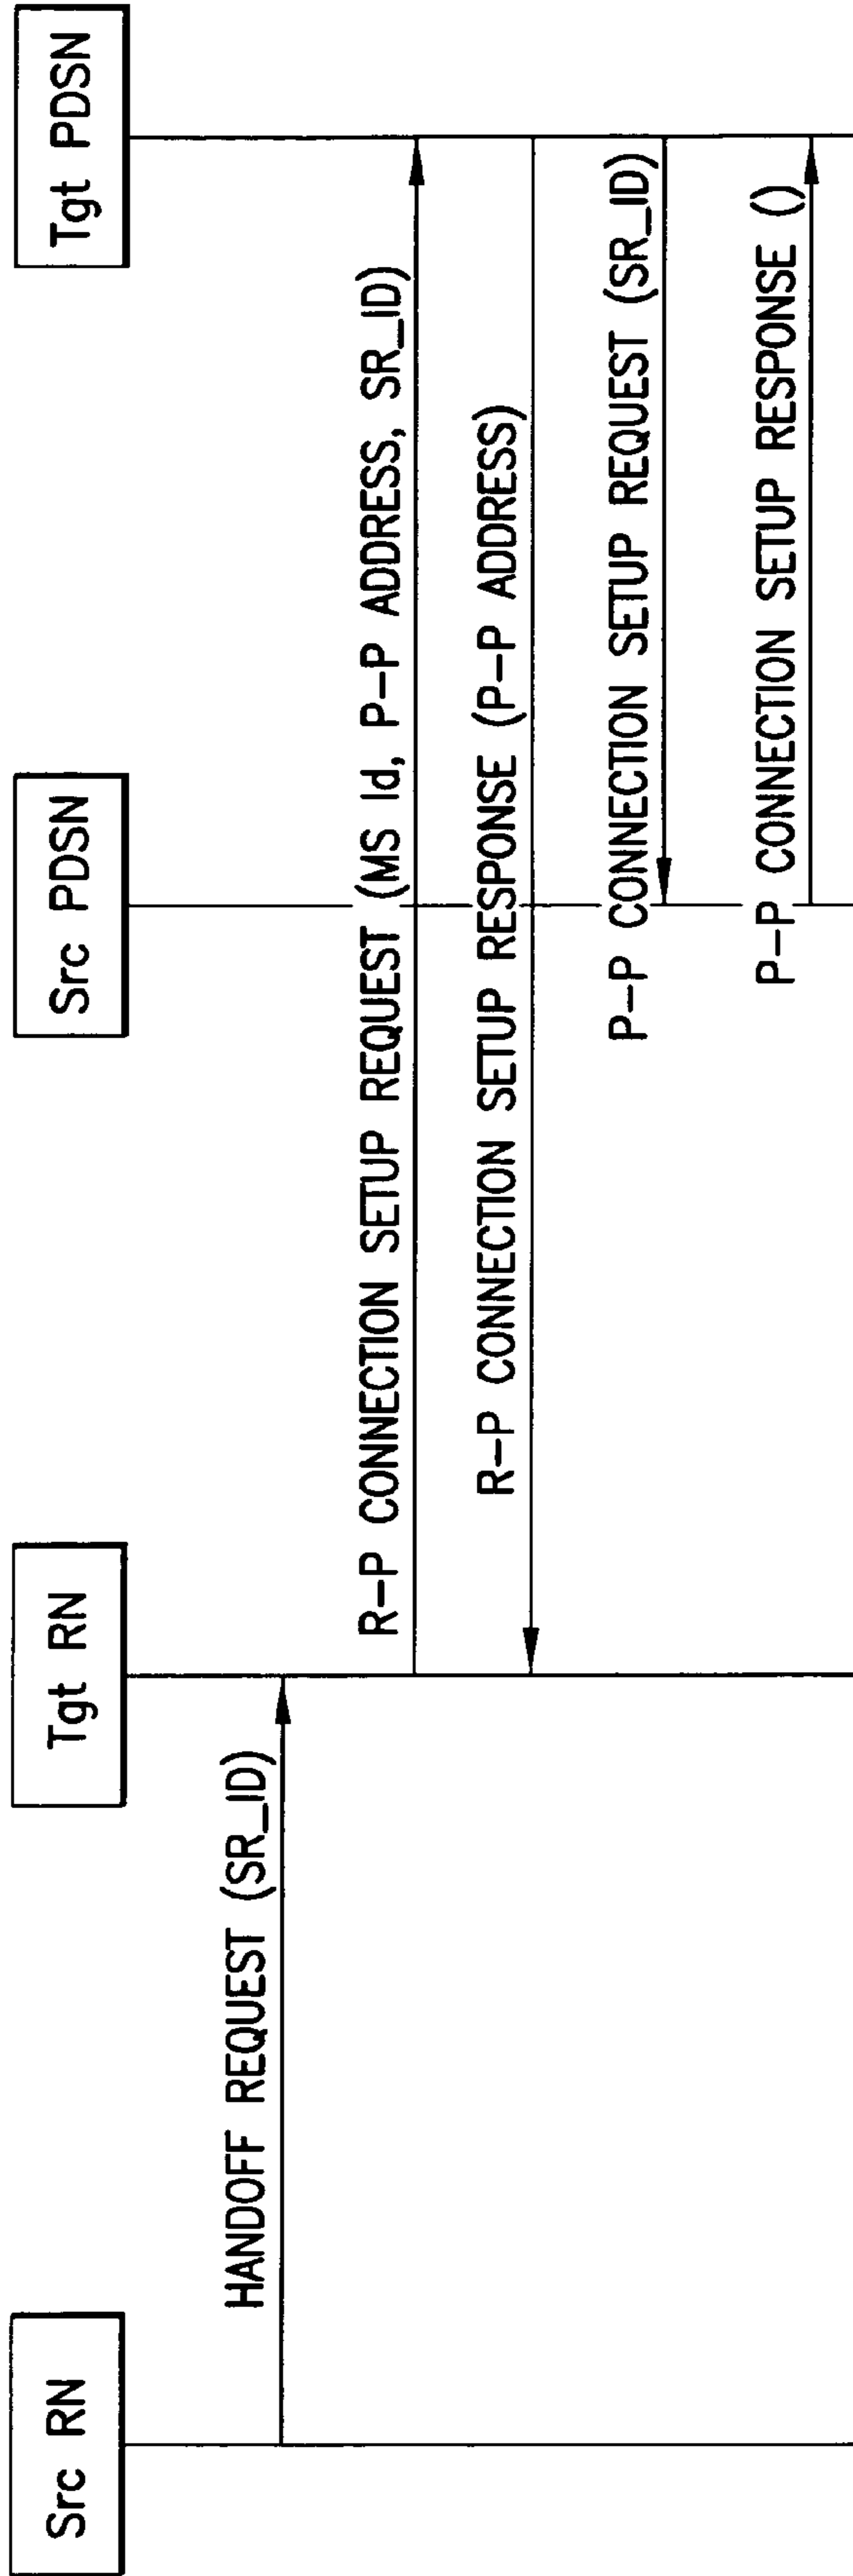 Src RN
Tgt RN
Src PDSN
Tgt PDSN
HANDOFF REQUEST (SR_ID)
R-P CONNECTION SETUP REQUEST (MS Id, P-P ADDRESS, SR_ID)
R-P CONNECTION SETUP RESPONSE (P-P ADDRESS)
P-P CONNECTION SETUP REQUEST (SR_ID)
P-P CONNECTION SETUP RESPONSE ()